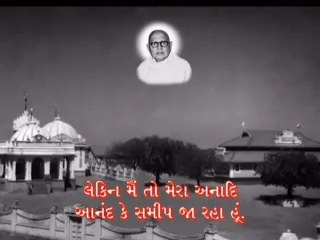 લેકિન મૈં તો મેરા અનાદિ
આનંદ કે સમીપ જા રહા હૂં.